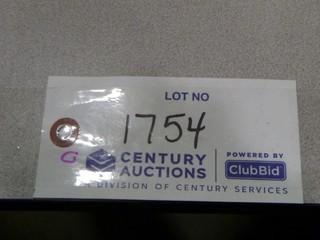 LOT NO
1754
G
CENTURY AUCTIONS
POWERED BY
ClubBid
A DIVISION OF CENTURY SERVICES